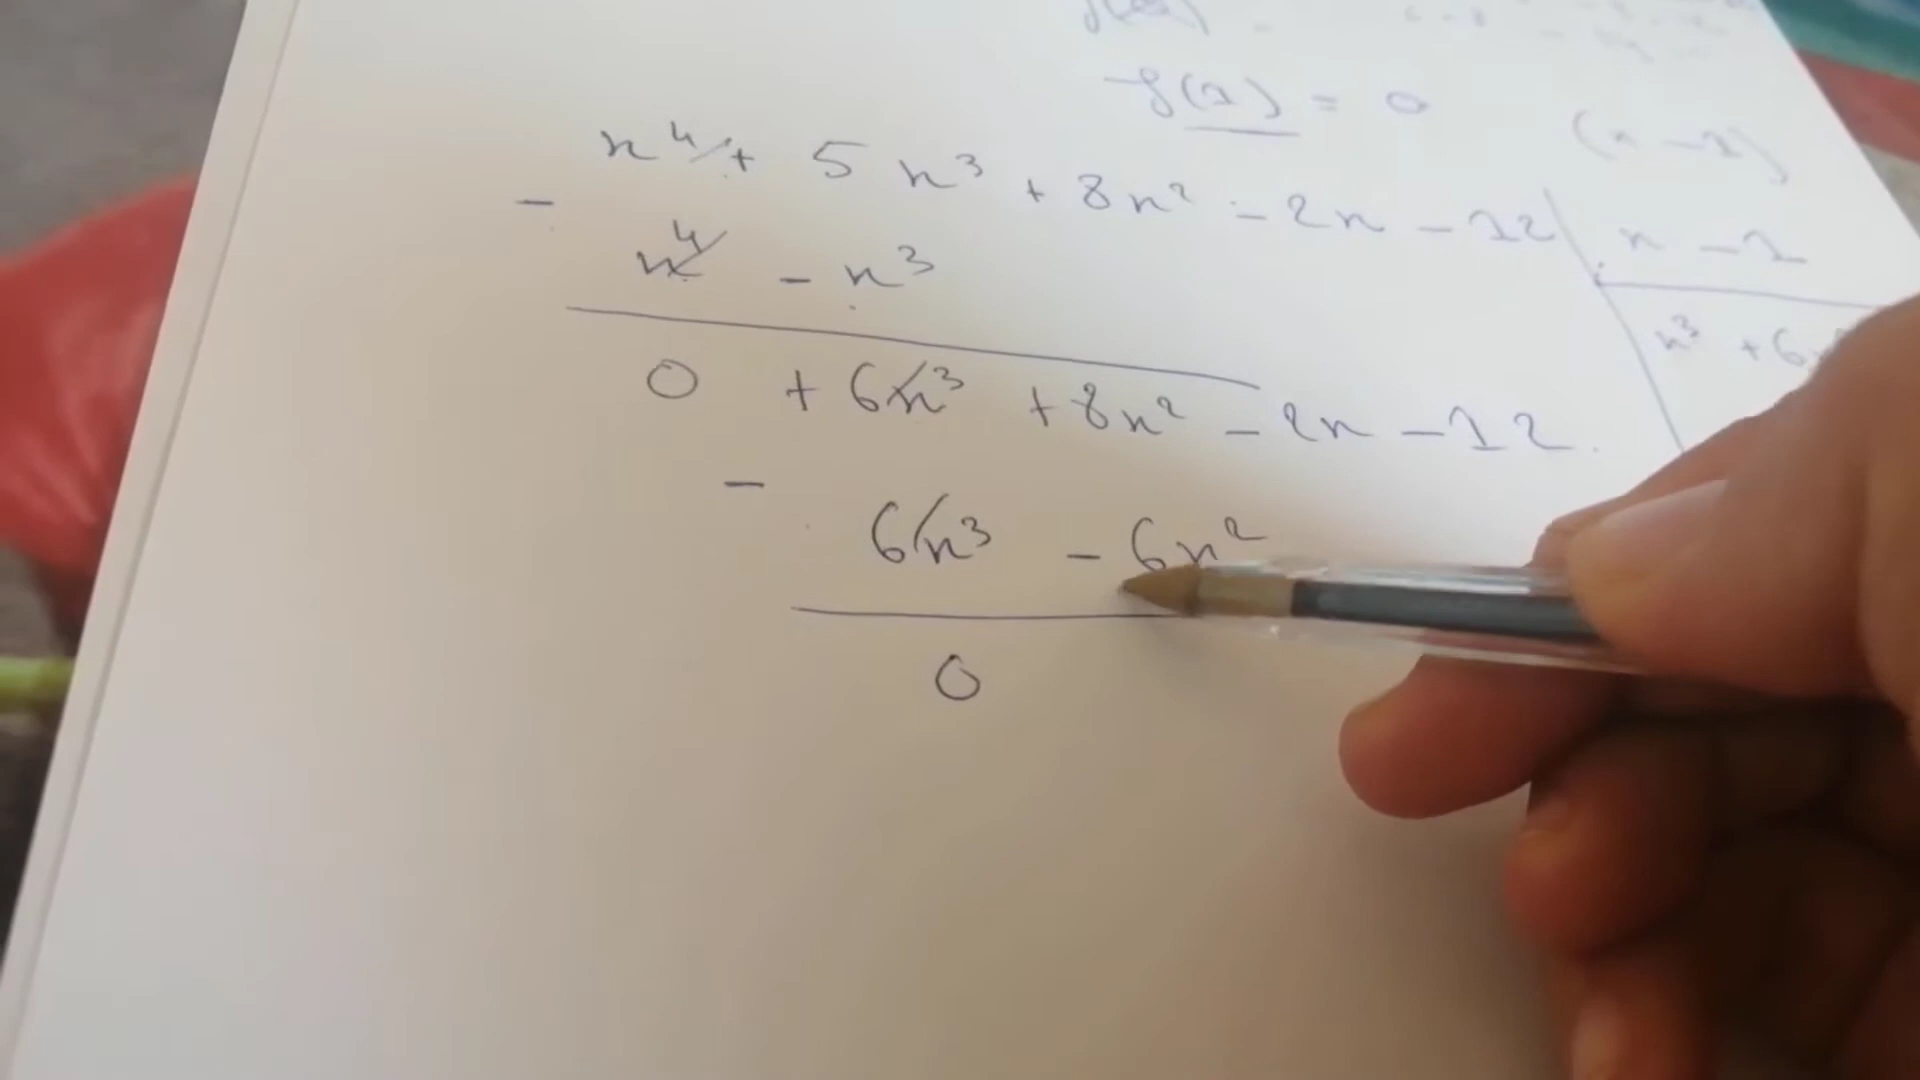 f(1) = 0
(x - 1)
x⁴ + 5x³ + 8x² - 2x - 12 | x - 1
- x⁴ - x³
x³ + 6x
0 + 6x³ + 8x² - 2x - 12
- 6x³ - 6x²
0